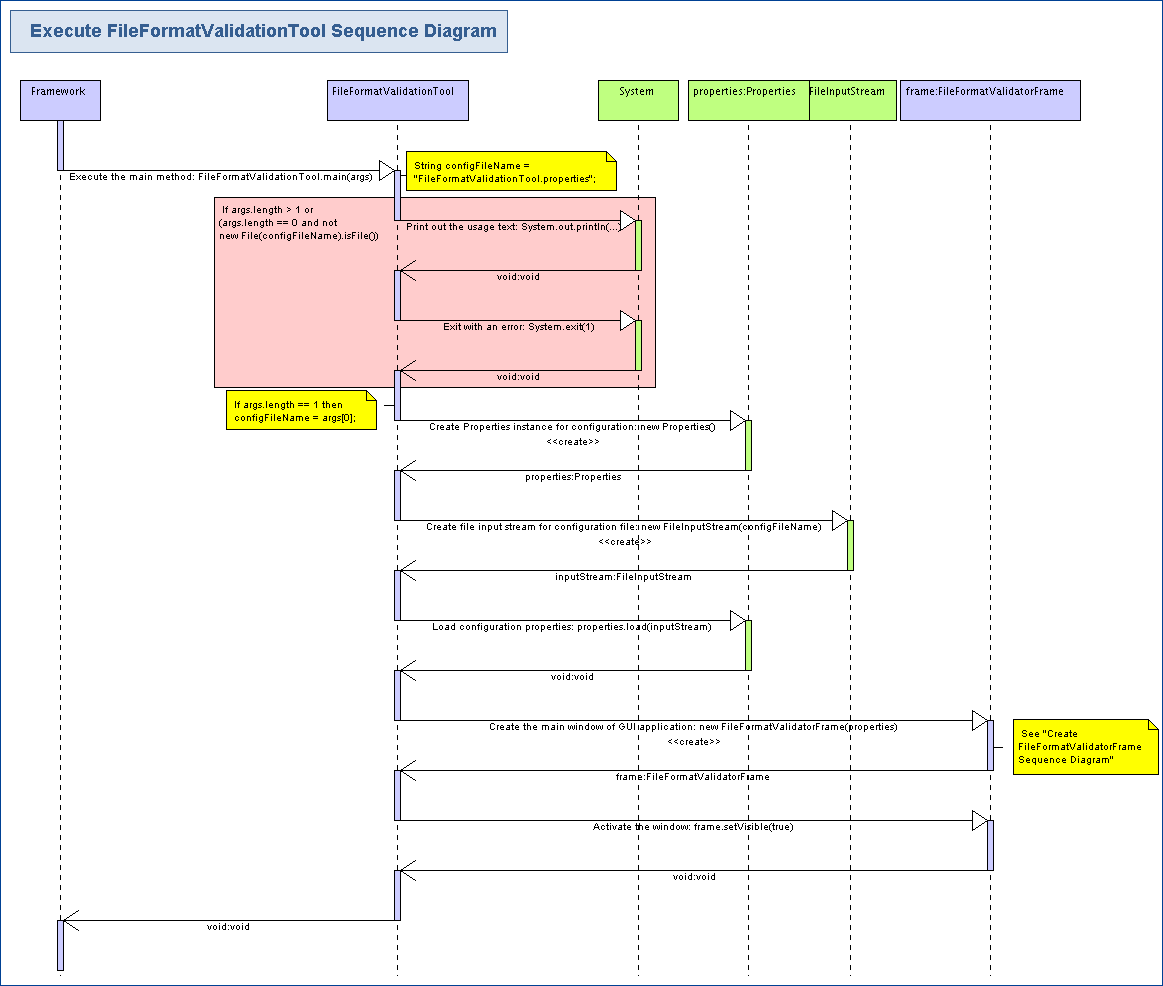 Execute FileFormatValidationTool Sequence Diagram
Framework
FileFormatValidationTool
System
properties:Properties
FileInputStream
frame:FileFormatValidatorFrame
String configFileName =
"FileFormatValidationTool.properties";
Execute the main method: FileFormatValidationTool.main(args)
If args.length > 1 or
(args.length == 0 and not
new File(configFileName).isFile())
Print out the usage text: System.out.println(...)
void:void
Exit with an error: System.exit(1)
void:void
If args.length == 1 then
configFileName = args[0];
Create Properties instance for configuration: new Properties()
<<create>>
properties:Properties
Create file input stream for configuration file: new FileInputStream(configFileName)
<<create>>
inputStream:FileInputStream
Load configuration properties: properties.load(inputStream)
void:void
Create the main window of GUI application: new FileFormatValidatorFrame(properties)
<<create>>
See "Create
FileFormatValidatorFrame
Sequence Diagram"
frame:FileFormatValidatorFrame
Activate the window: frame.setVisible(true)
void:void
void:void